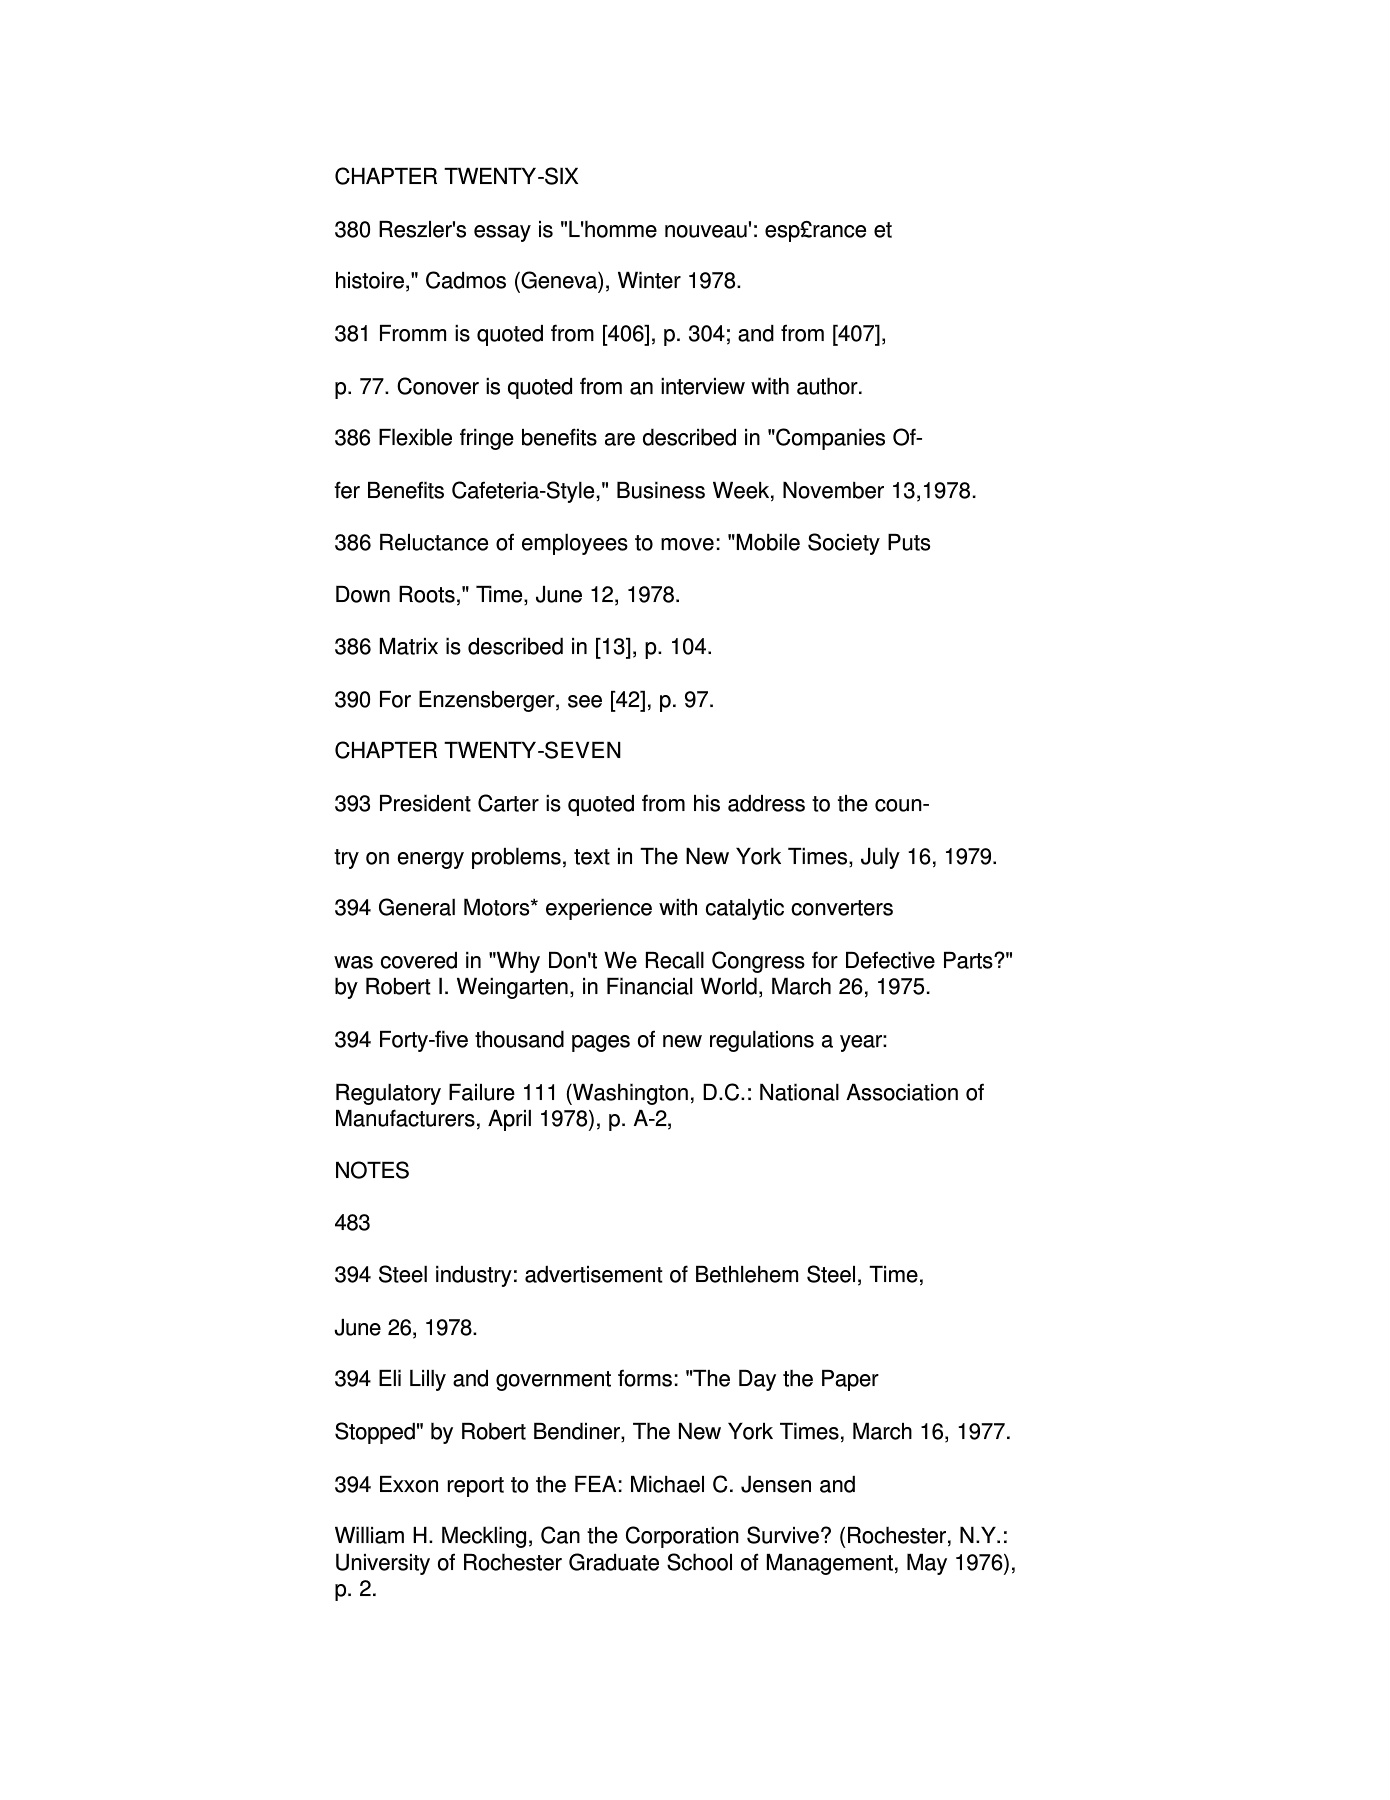 CHAPTER TWENTY-SIX
380 Reszler's essay is "L'homme nouveau': esp£rance et
histoire," Cadmos (Geneva), Winter 1978.
381 Fromm is quoted from [406], p. 304; and from [407],
p. 77. Conover is quoted from an interview with author.
386 Flexible fringe benefits are described in "Companies Of-
fer Benefits Cafeteria-Style," Business Week, November 13,1978.
386 Reluctance of employees to move: "Mobile Society Puts
Down Roots," Time, June 12, 1978.
386 Matrix is described in [13], p. 104.
390 For Enzensberger, see [42], p. 97.
CHAPTER TWENTY-SEVEN
393 President Carter is quoted from his address to the coun-
try on energy problems, text in The New York Times, July 16, 1979.
394 General Motors* experience with catalytic converters
was covered in "Why Don't We Recall Congress for Defective Parts?"
by Robert I. Weingarten, in Financial World, March 26, 1975.
394 Forty-five thousand pages of new regulations a year:
Regulatory Failure 111 (Washington, D.C.: National Association of
Manufacturers, April 1978), p. A-2,
NOTES
483
394 Steel industry: advertisement of Bethlehem Steel, Time,
June 26, 1978.
394 Eli Lilly and government forms: "The Day the Paper
Stopped" by Robert Bendiner, The New York Times, March 16, 1977.
394 Exxon report to the FEA: Michael C. Jensen and
William H. Meckling, Can the Corporation Survive? (Rochester, N.Y.:
University of Rochester Graduate School of Management, May 1976),
p. 2.